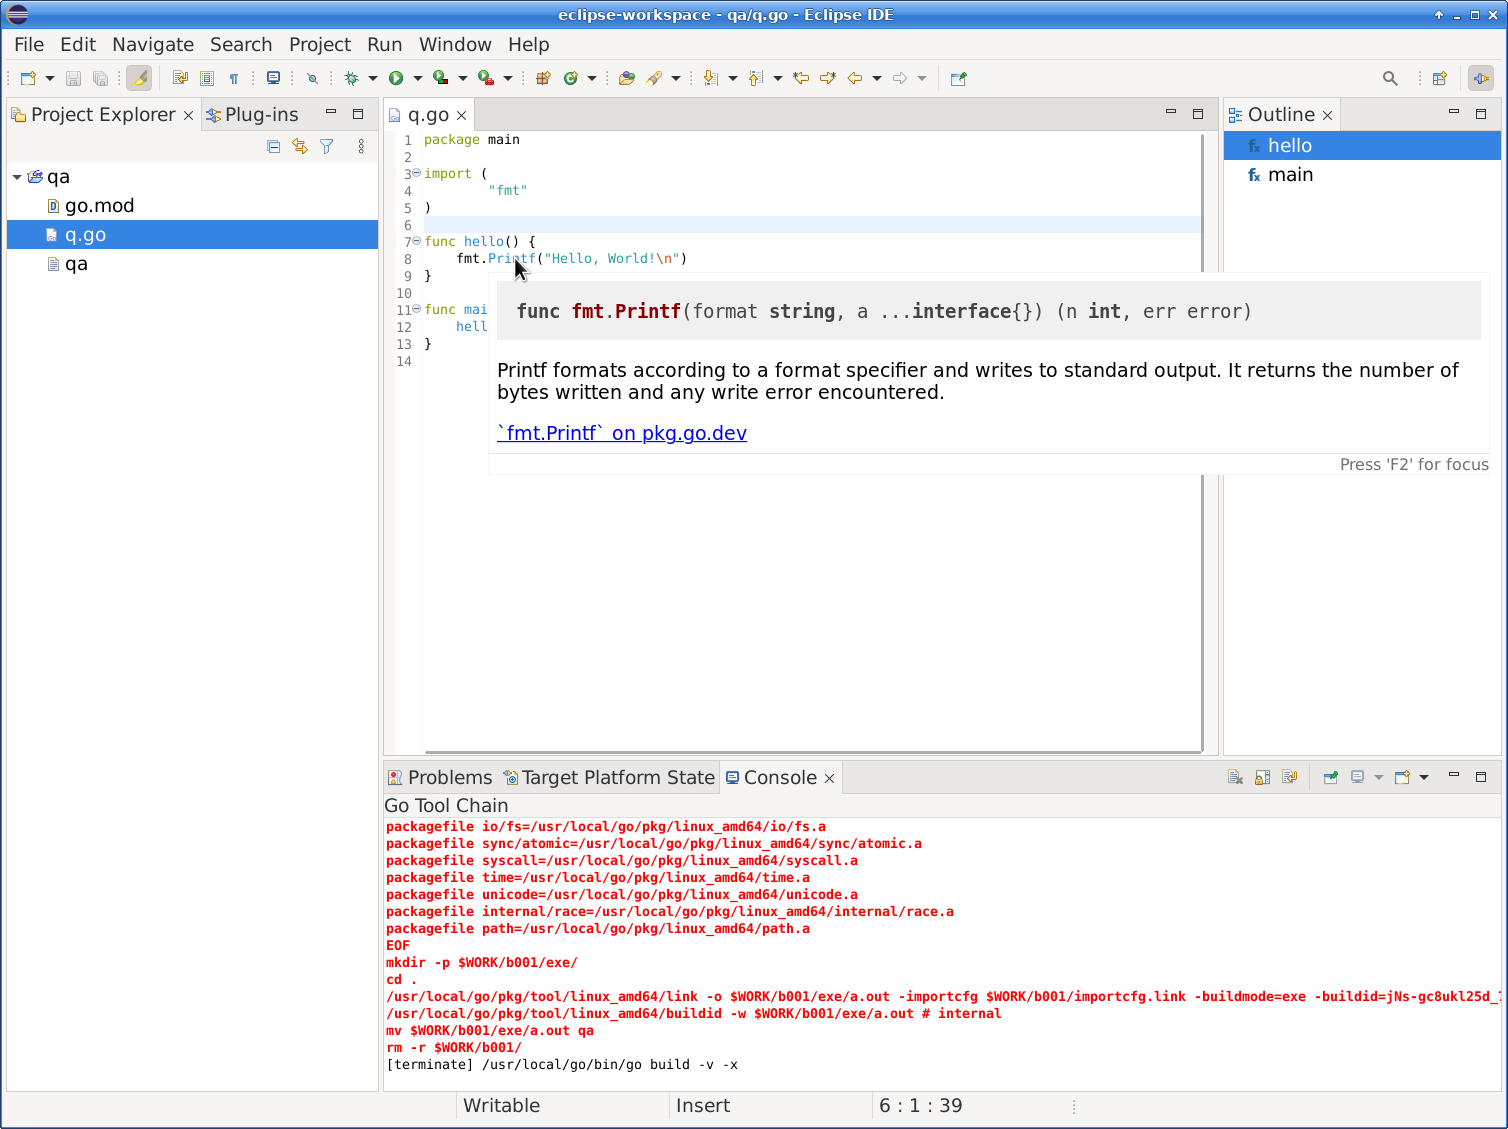 eclipse-workspace - qa/q.go - Eclipse IDE
File Edit Navigate Search Project Run Window Help
Project Explorer
Plug-ins
qa
go.mod
q.go
qa
q.go
1 package main
2
3 import (
4 "fmt"
5 )
6
7 func hello() {
8 fmt.Printf("Hello, World!\n")
9 }
10
11 func mai
12 hell
13 }
14
func fmt.Printf(format string, a ...interface{}) (n int, err error)
Printf formats according to a format specifier and writes to standard output. It returns the number of
bytes written and any write error encountered.
`fmt.Printf` on pkg.go.dev
Press 'F2' for focus
Outline
hello
main
Problems Target Platform State Console
Go Tool Chain
packagefile io/fs=/usr/local/go/pkg/linux_amd64/io/fs.a
packagefile sync/atomic=/usr/local/go/pkg/linux_amd64/sync/atomic.a
packagefile syscall=/usr/local/go/pkg/linux_amd64/syscall.a
packagefile time=/usr/local/go/pkg/linux_amd64/time.a
packagefile unicode=/usr/local/go/pkg/linux_amd64/unicode.a
packagefile internal/race=/usr/local/go/pkg/linux_amd64/internal/race.a
packagefile path=/usr/local/go/pkg/linux_amd64/path.a
EOF
mkdir -p $WORK/b001/exe/
cd .
/usr/local/go/pkg/tool/linux_amd64/link -o $WORK/b001/exe/a.out -importcfg $WORK/b001/importcfg.link -buildmode=exe -buildid=jNs-gc8ukl25d_
/usr/local/go/pkg/tool/linux_amd64/buildid -w $WORK/b001/exe/a.out # internal
mv $WORK/b001/exe/a.out qa
rm -r $WORK/b001/
[terminate] /usr/local/go/bin/go build -v -x
Writable Insert 6 : 1 : 39